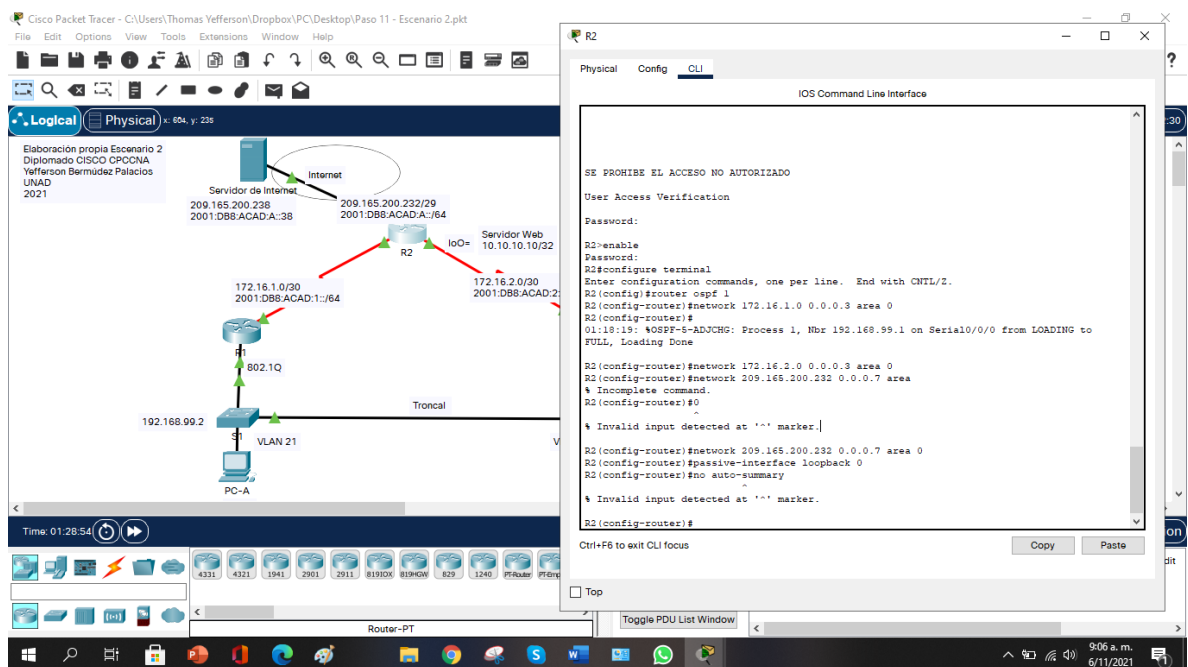 Cisco Packet Tracer - C:\Users\Thomas Yefferson\Dropbox\PC\Desktop\Paso 11 - Escenario 2.pkt
File Edit Options View Tools Extensions Window Help
Logical
Physical
x: 604, y: 235
Elaboración propia Escenario 2
Diplomado CISCO CPCCNA
Yefferson Bermúdez Palacios
UNAD
2021
Internet
Servidor de Internet
209.165.200.238
2001:DB8:ACAD:A::38
209.165.200.232/29
2001:DB8:ACAD:A::/64
R2
IoO=
Servidor Web
10.10.10.10/32
172.16.1.0/30
2001:DB8:ACAD:1::/64
172.16.2.0/30
2001:DB8:ACAD:2:
R1
802.1Q
Troncal
192.168.99.2
S1
VLAN 21
V
PC-A
Time: 01:28:54
4331 4321 1941 2901 2911 819IOX 819HGW 829 1240 PT-Router PT-Emp
Router-PT
R2
Physical Config CLI
IOS Command Line Interface
SE PROHIBE EL ACCESO NO AUTORIZADO
User Access Verification
Password:
R2>enable
Password:
R2#configure terminal
Enter configuration commands, one per line. End with CNTL/Z.
R2(config)#router ospf 1
R2(config-router)#network 172.16.1.0 0.0.0.3 area 0
R2(config-router)#
01:18:19: %OSPF-5-ADJCHG: Process 1, Nbr 192.168.99.1 on Serial0/0/0 from LOADING to
FULL, Loading Done
R2(config-router)#network 172.16.2.0 0.0.0.3 area 0
R2(config-router)#network 209.165.200.232 0.0.0.7 area
% Incomplete command.
R2(config-router)#0
^
% Invalid input detected at '^' marker.
R2(config-router)#network 209.165.200.232 0.0.0.7 area 0
R2(config-router)#passive-interface loopback 0
R2(config-router)#no auto-summary
^
% Invalid input detected at '^' marker.
R2(config-router)#
Ctrl+F6 to exit CLI focus
Copy
Paste
Top
Toggle PDU List Window
?
:30
on
dit
9:06 a. m.
6/11/2021